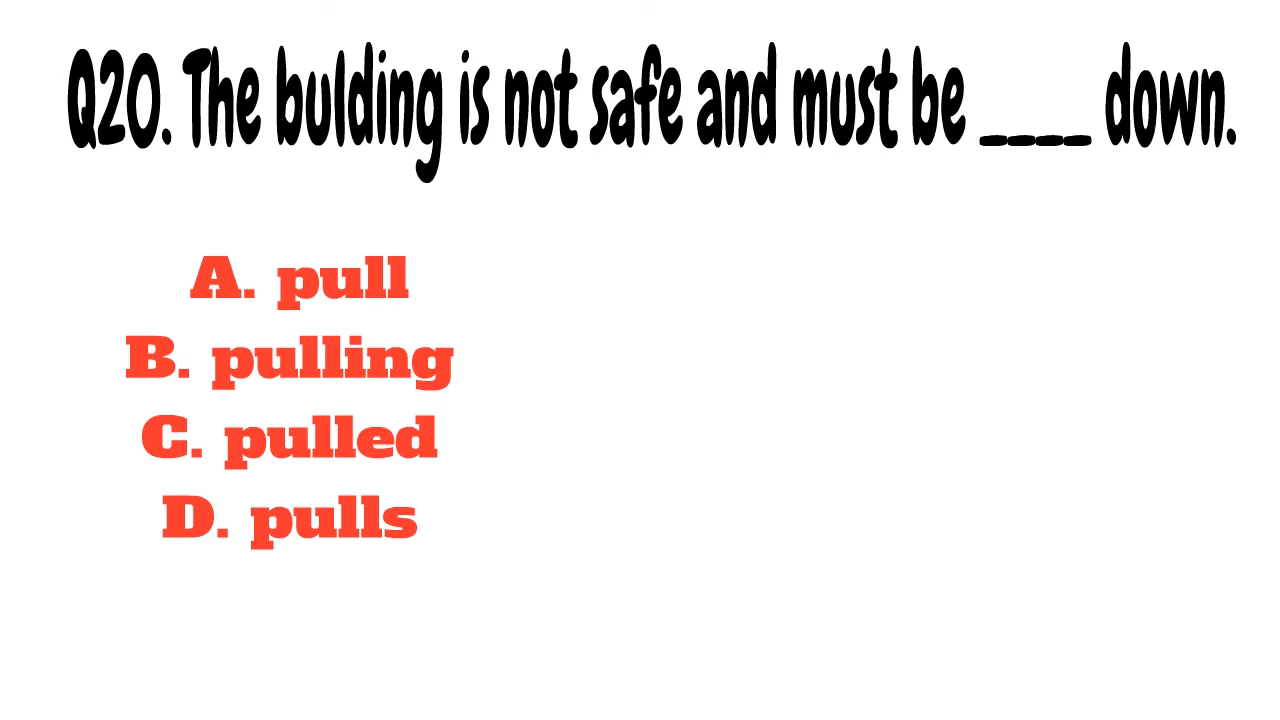 Q20. The bulding is not safe and must be ____ down.
A. pull
B. pulling
C. pulled
D. pulls